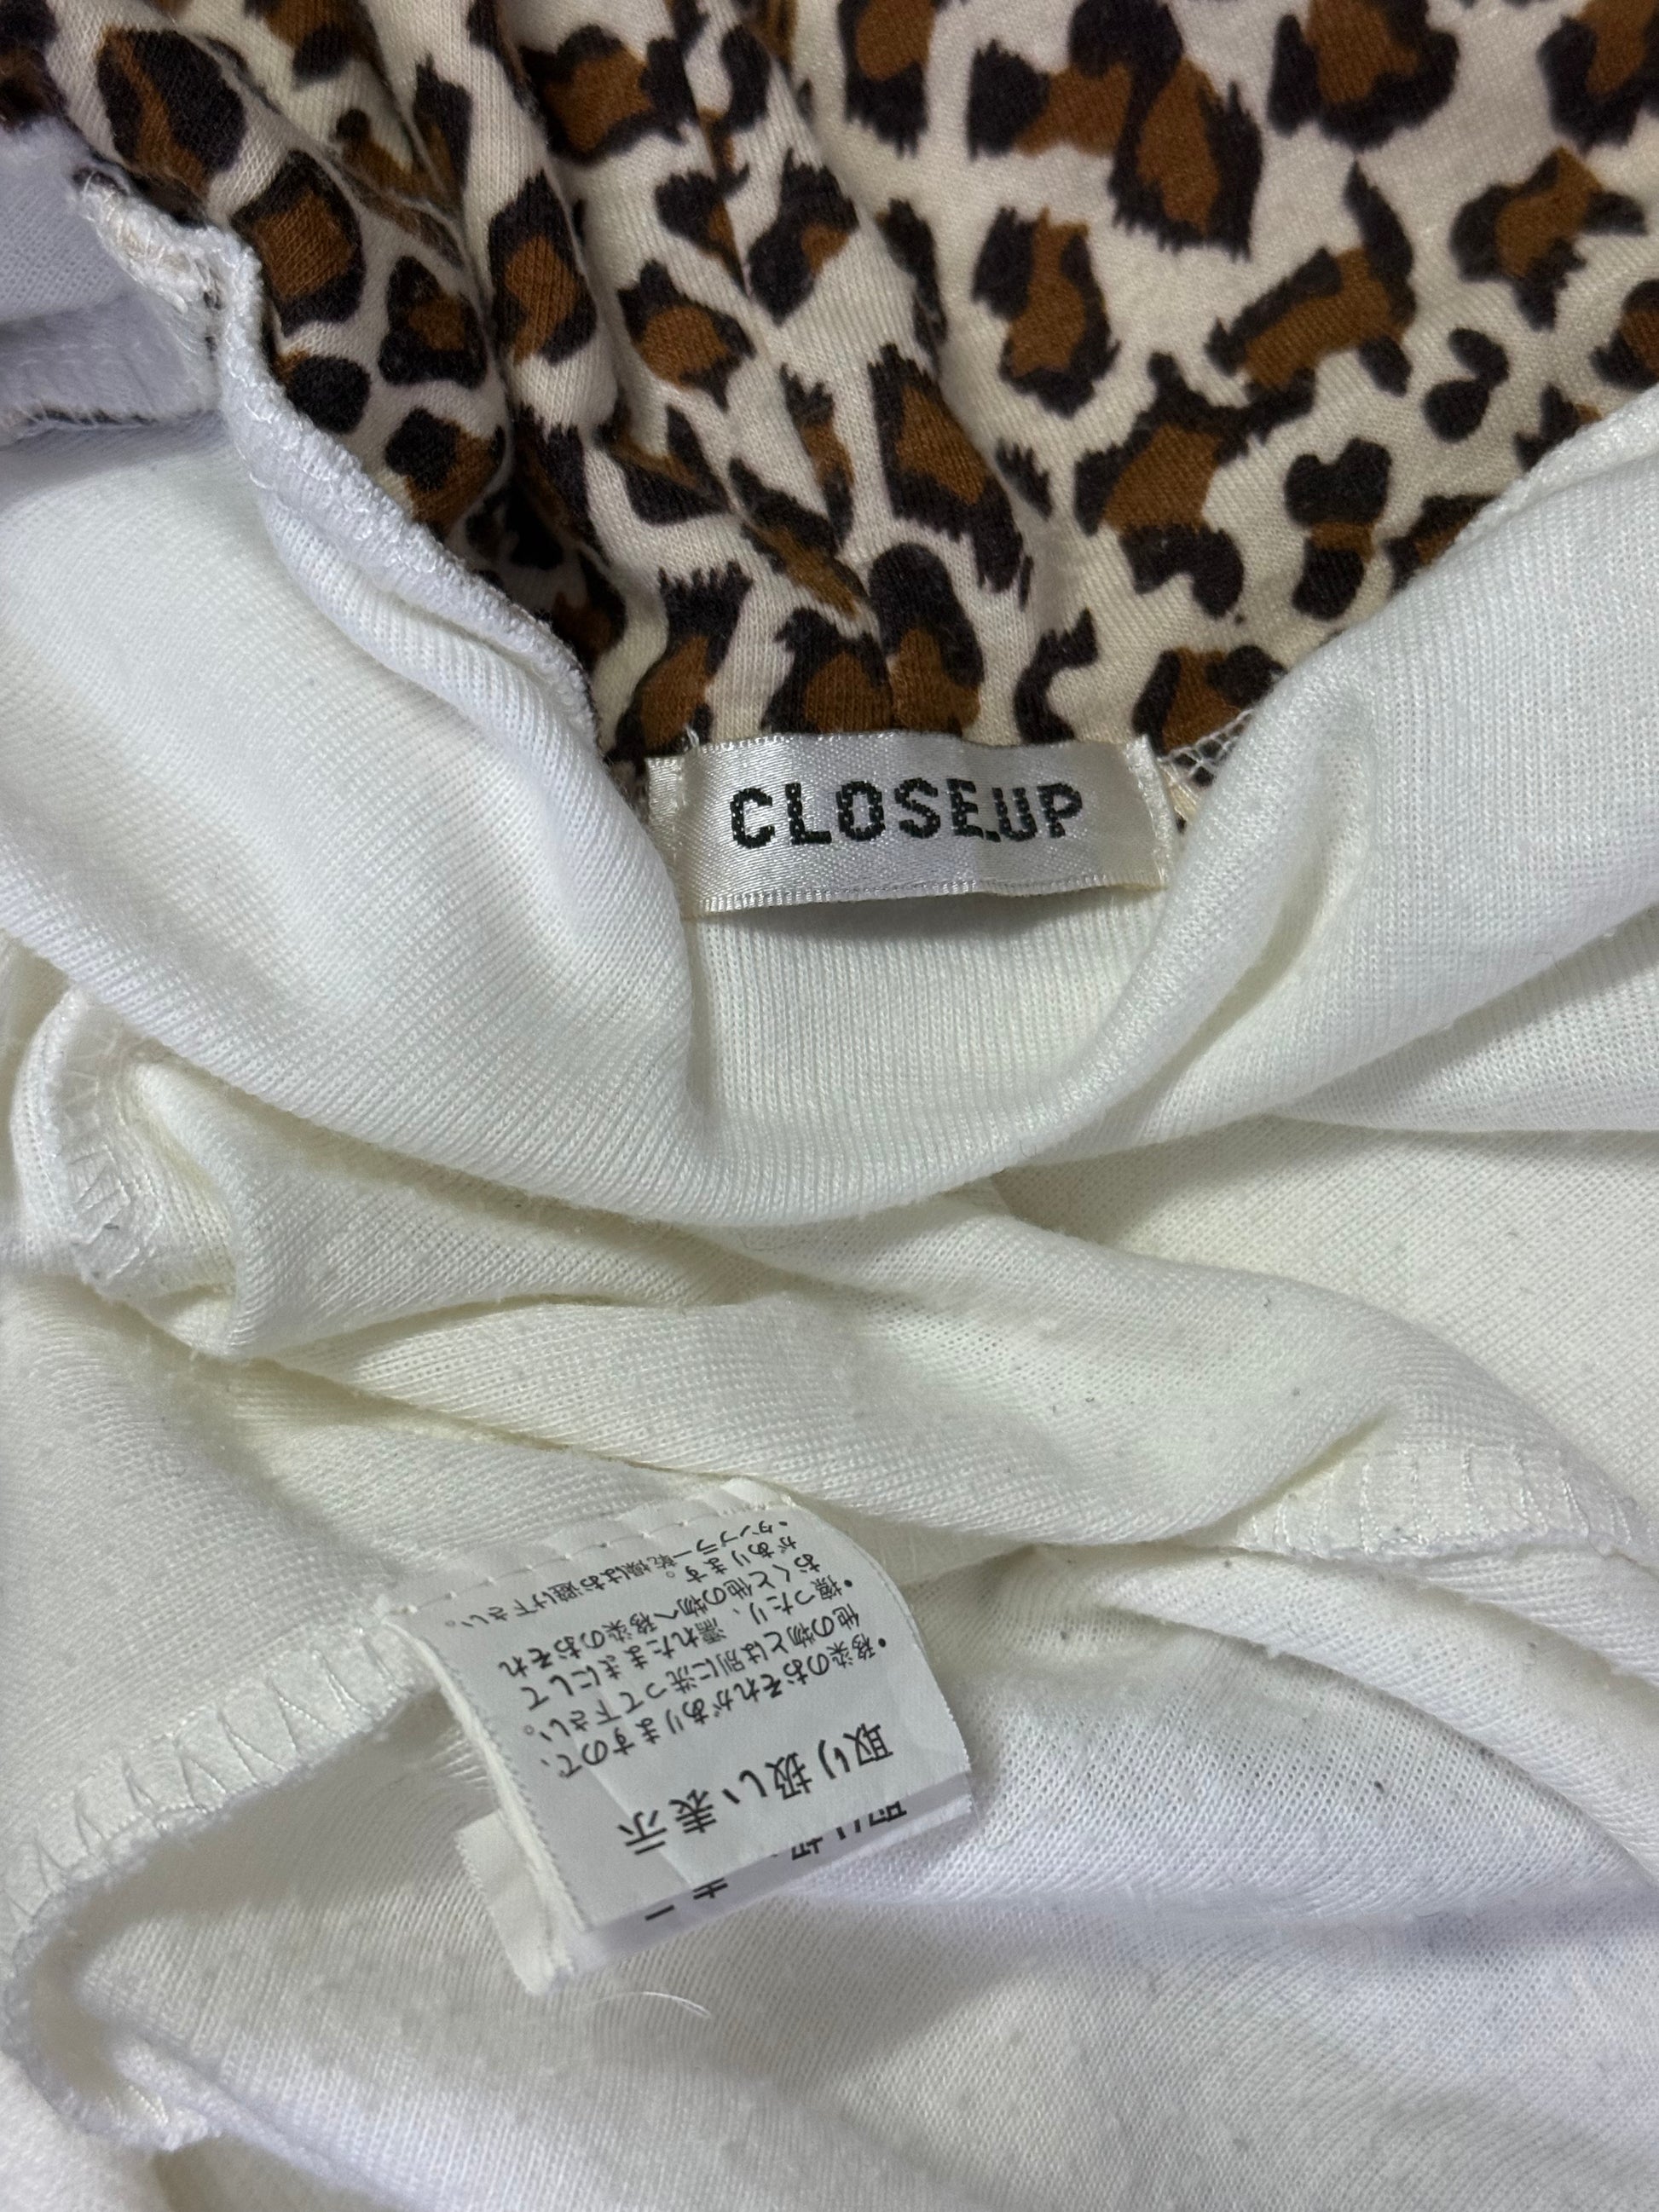 CLOSE.UP
取り扱い表示
・移染のおそれがありますので、
他の物とは別に洗って下さい。
・擦ったり、濡れたままにして
おくと他の物へ移染のおそれ
があります。
・タンブラー乾燥はお避け下さい。